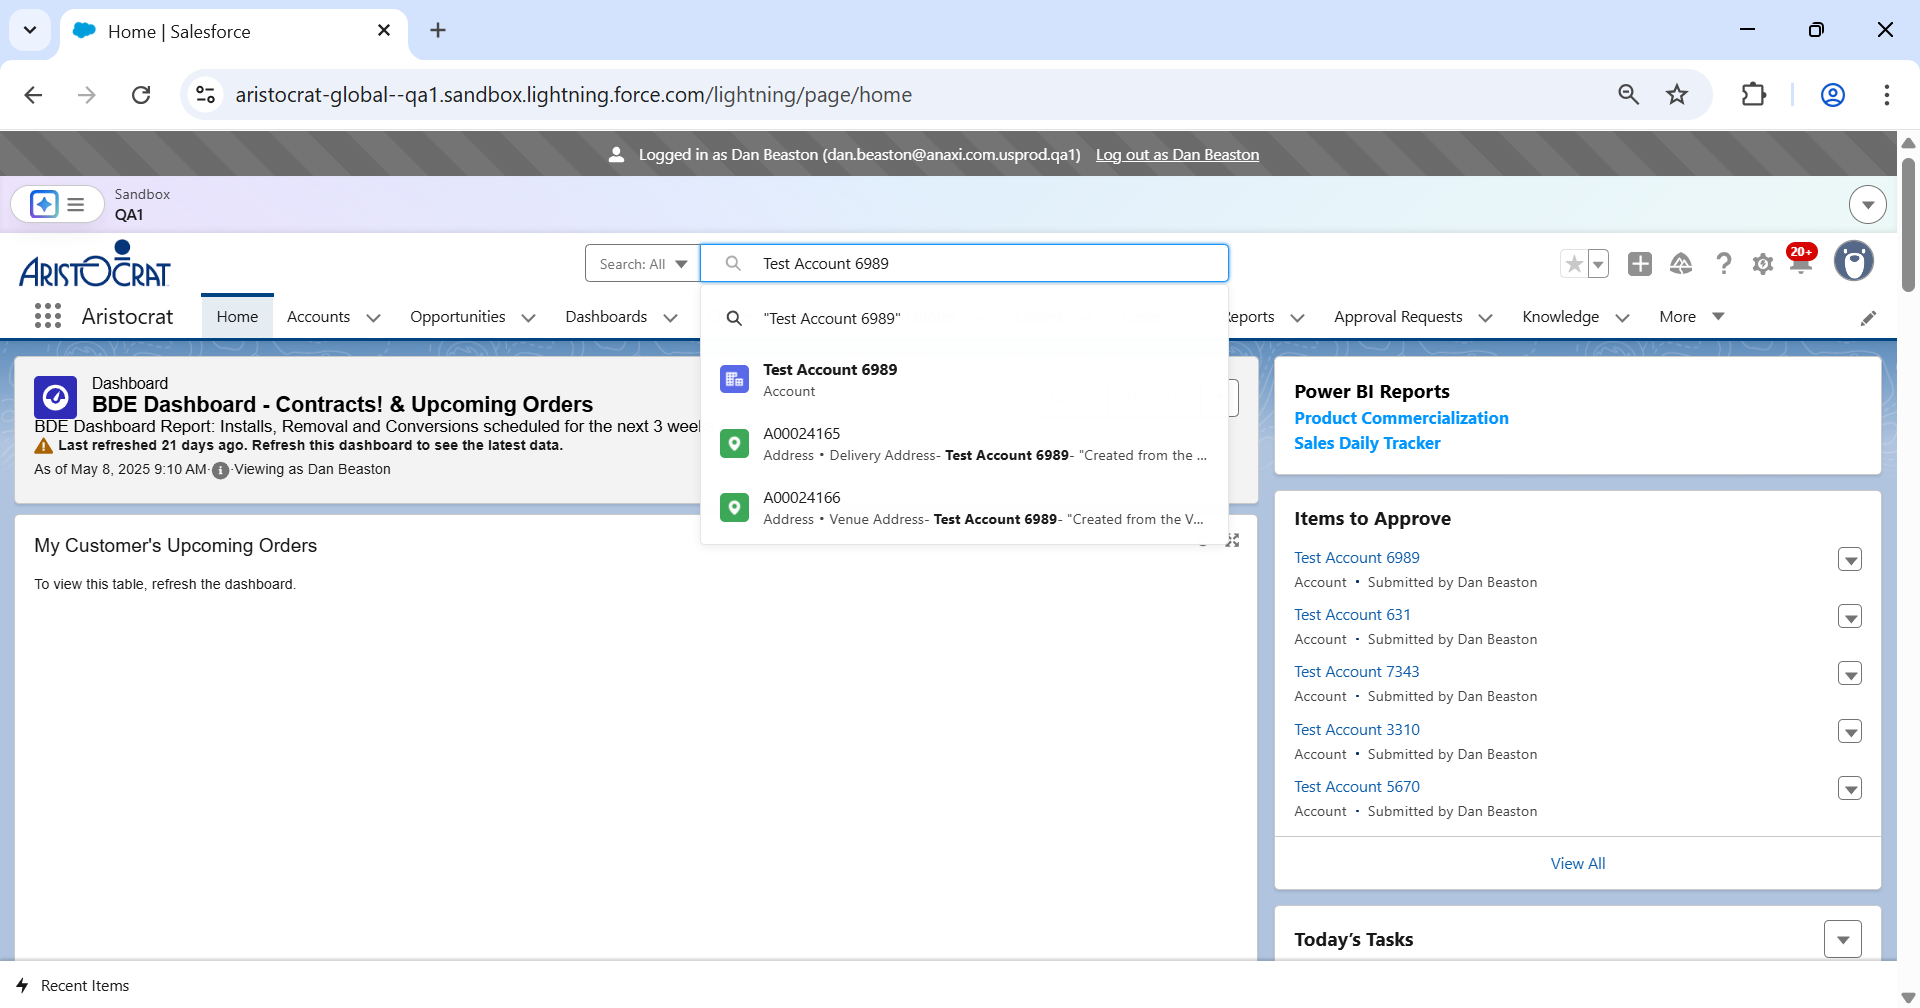 Home | Salesforce
aristocrat-global--qa1.sandbox.lightning.force.com/lightning/page/home
Logged in as Dan Beaston (dan.beaston@anaxi.com.usprod.qa1) Log out as Dan Beaston
Sandbox
QA1
ARISTOCRAT
Search: All
Test Account 6989
20+
Aristocrat
Home
Accounts
Opportunities
Dashboards
"Test Account 6989"
Reports
Approval Requests
Knowledge
More
Test Account 6989
Account
A00024165
Address • Delivery Address- Test Account 6989- "Created from the ...
A00024166
Address • Venue Address- Test Account 6989- "Created from the V...
Dashboard
BDE Dashboard - Contracts! & Upcoming Orders
BDE Dashboard Report: Installs, Removal and Conversions scheduled for the next 3 wee
Last refreshed 21 days ago. Refresh this dashboard to see the latest data.
As of May 8, 2025 9:10 AM·Viewing as Dan Beaston
My Customer's Upcoming Orders
To view this table, refresh the dashboard.
Power BI Reports
Product Commercialization
Sales Daily Tracker
Items to Approve
Test Account 6989
Account • Submitted by Dan Beaston
Test Account 631
Account • Submitted by Dan Beaston
Test Account 7343
Account • Submitted by Dan Beaston
Test Account 3310
Account • Submitted by Dan Beaston
Test Account 5670
Account • Submitted by Dan Beaston
View All
Today's Tasks
Recent Items